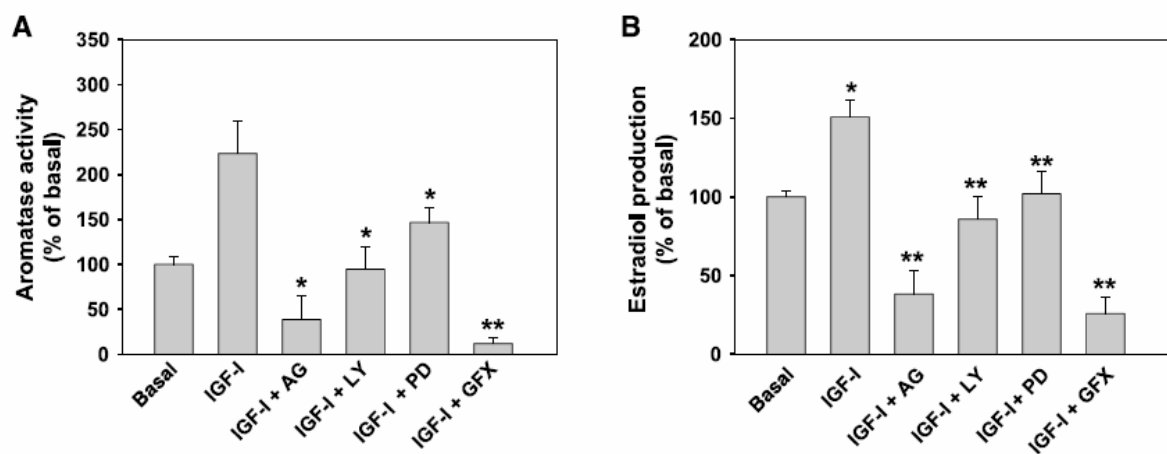 A
Aromatase activity
(% of basal)
350
300
250
200
150
100
50
0
*
*
*
**
Basal
IGF-I
IGF-I + AG
IGF-I + LY
IGF-I + PD
IGF-I + GFX
B
Estradiol production
(% of basal)
200
150
100
50
0
*
**
**
**
**
Basal
IGF-I
IGF-I + AG
IGF-I + LY
IGF-I + PD
IGF-I + GFX